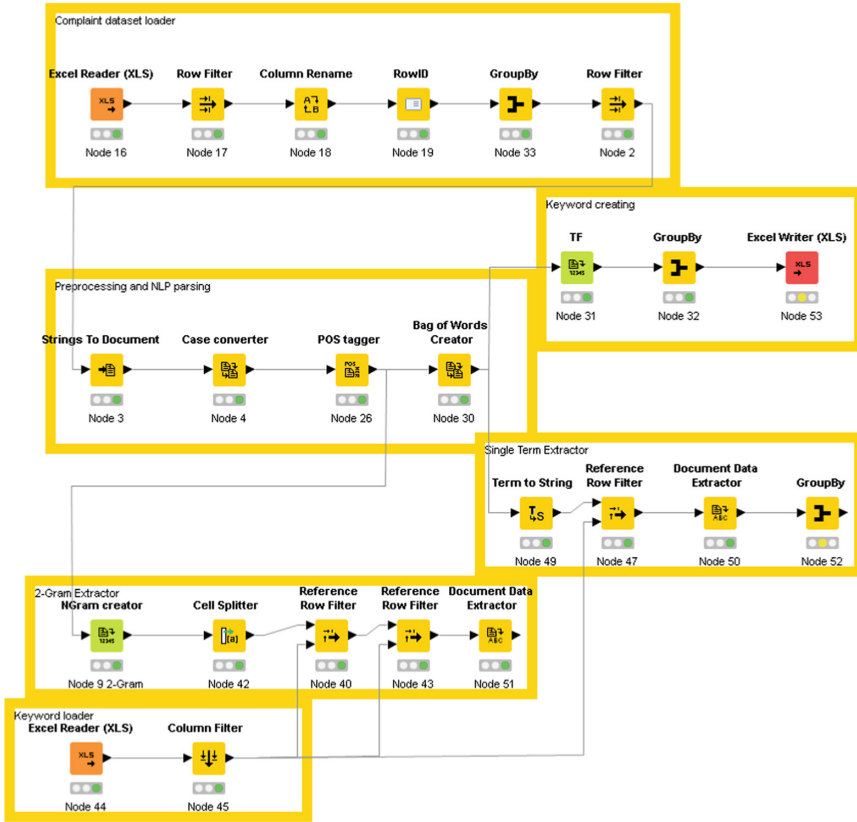 Complaint dataset loader
Excel Reader (XLS) Row Filter Column Rename RowID GroupBy Row Filter
XLS A B
Node 16 Node 17 Node 18 Node 19 Node 33 Node 2
Keyword creating
TF GroupBy Excel Writer (XLS)
12345 XLS
Node 31 Node 32 Node 53
Preprocessing and NLP parsing
Strings To Document Case converter POS tagger Bag of Words
Creator
POS
Node 3 Node 4 Node 26 Node 30
Single Term Extractor
Term to String Reference
Row Filter Document Data
Extractor GroupBy
T S ABC
Node 49 Node 47 Node 50 Node 52
2-Gram Extractor
NGram creator Cell Splitter Reference
Row Filter Reference
Row Filter Document Data
Extractor
12345 [a] ABC
Node 9 2-Gram Node 42 Node 40 Node 43 Node 51
Keyword loader
Excel Reader (XLS) Column Filter
XLS
Node 44 Node 45